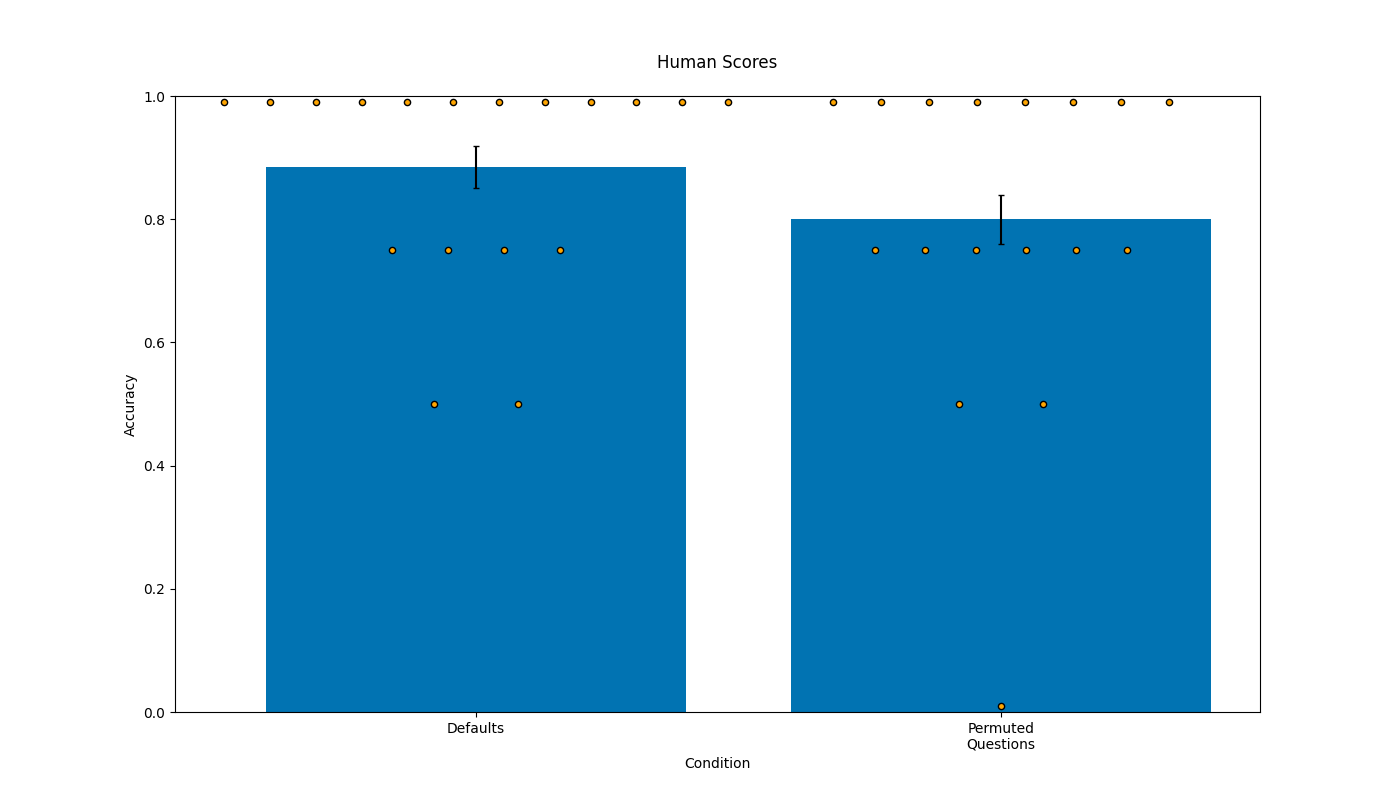 Human Scores
1.0
0.8
0.6
0.4
0.2
0.0
Accuracy
Defaults
Permuted
Questions
Condition